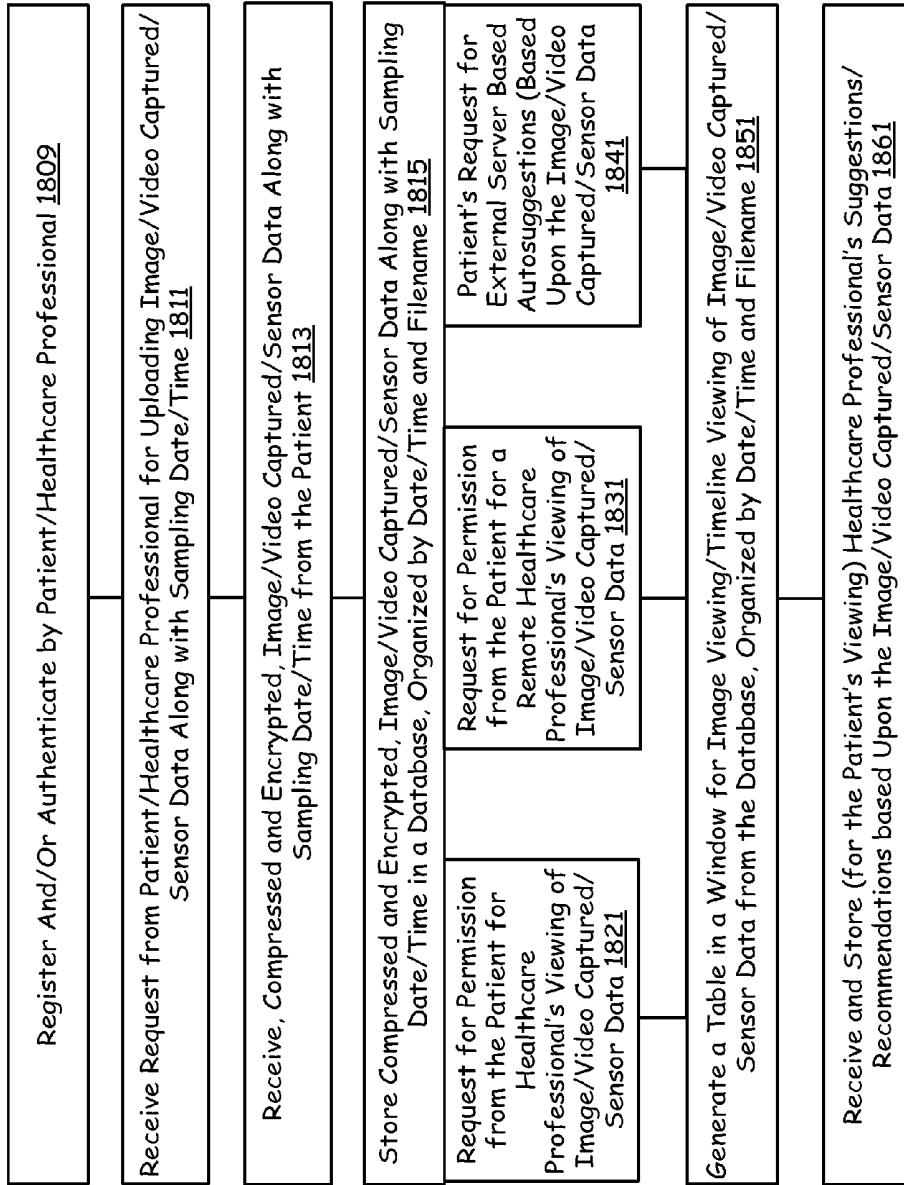 Register And/Or Authenticate by Patient/Healthcare Professional 1809
Receive Request from Patient/Healthcare Professional for Uploading Image/Video Captured/
Sensor Data Along with Sampling Date/Time 1811
Receive, Compressed and Encrypted, Image/Video Captured/Sensor Data Along with
Sampling Date/Time from the Patient 1813
Store Compressed and Encrypted, Image/Video Captured/Sensor Data Along with Sampling
Date/Time in a Database, Organized by Date/Time and Filename 1815
Request for Permission
from the Patient for
Healthcare
Professional's Viewing of
Image/Video Captured/
Sensor Data 1821
Request for Permission
from the Patient for a
Remote Healthcare
Professional's Viewing of
Image/Video Captured/
Sensor Data 1831
Patient's Request for
External Server Based
Autosuggestions (Based
Upon the Image/Video
Captured/Sensor Data
1841
Generate a Table in a Window for Image Viewing/Timeline Viewing of Image/Video Captured/
Sensor Data from the Database, Organized by Date/Time and Filename 1851
Receive and Store (for the Patient's Viewing) Healthcare Professional's Suggestions/
Recommendations based Upon the Image/Video Captured/Sensor Data 1861